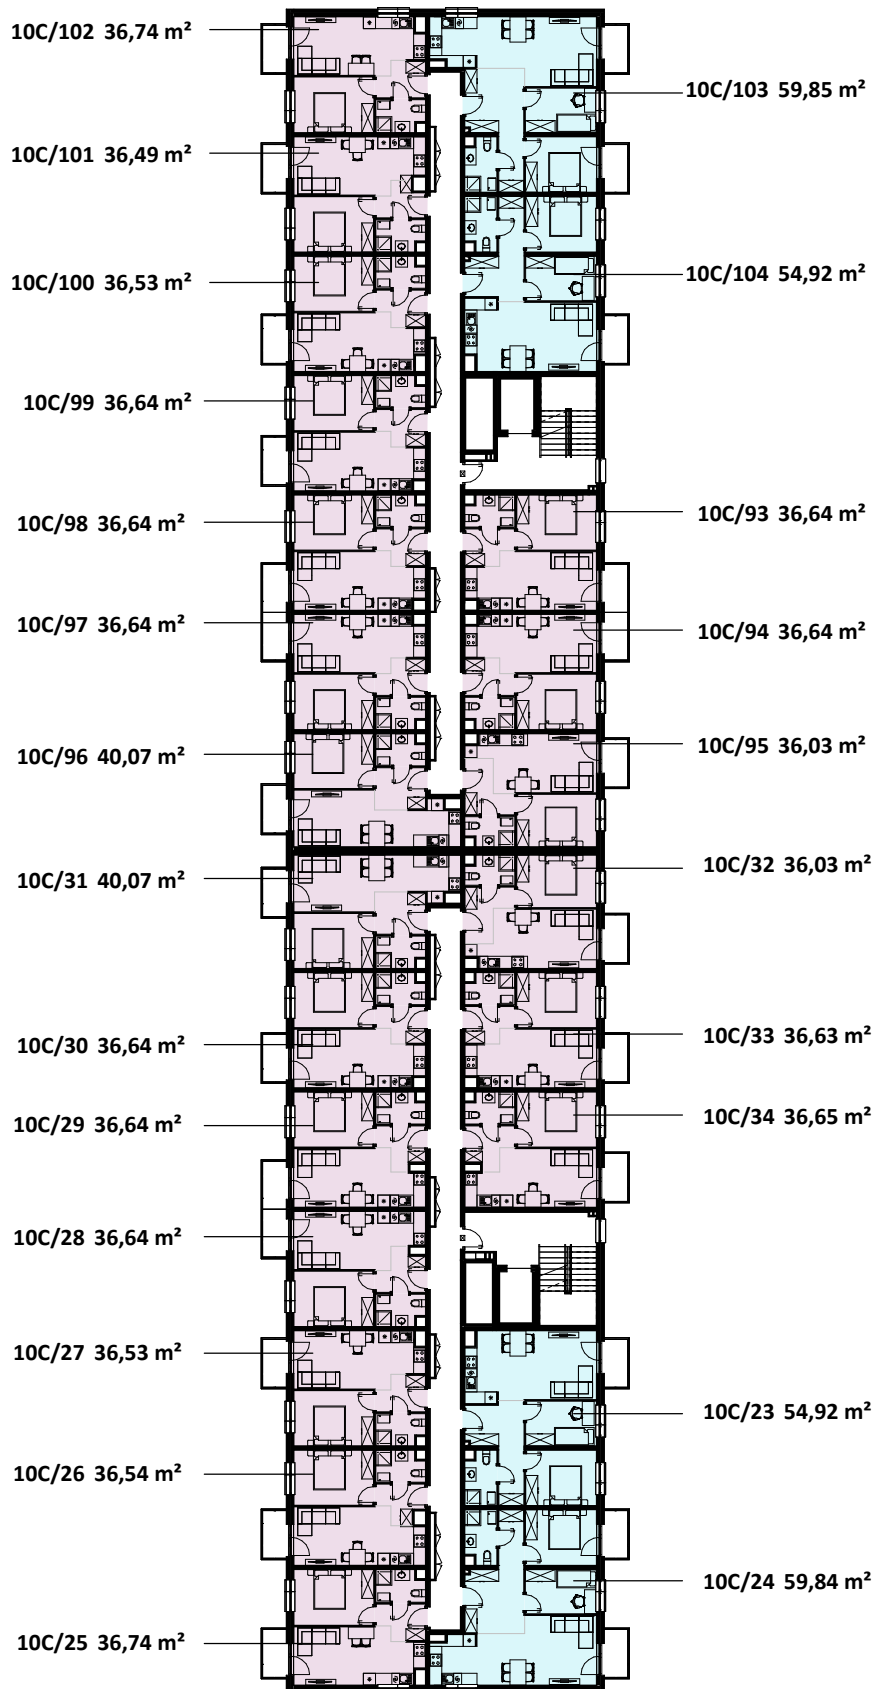 10C/102 36,74 m²
10C/103 59,85 m²
10C/101 36,49 m²
10C/104 54,92 m²
10C/100 36,53 m²
10C/99 36,64 m²
10C/98 36,64 m²
10C/93 36,64 m²
10C/97 36,64 m²
10C/94 36,64 m²
10C/96 40,07 m²
10C/95 36,03 m²
10C/31 40,07 m²
10C/32 36,03 m²
10C/30 36,64 m²
10C/33 36,63 m²
10C/29 36,64 m²
10C/34 36,65 m²
10C/28 36,64 m²
10C/27 36,53 m²
10C/23 54,92 m²
10C/26 36,54 m²
10C/24 59,84 m²
10C/25 36,74 m²